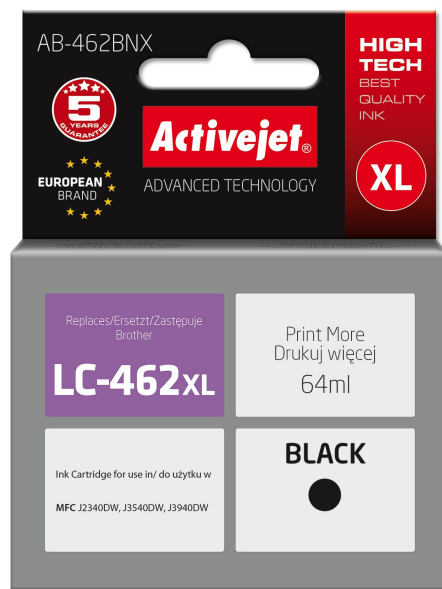 AB-462BNX
HIGH
TECH
BEST
QUALITY
INK
5
YEARS
GUARANTEE
Activejet®
EUROPEAN
BRAND
ADVANCED TECHNOLOGY
XL
Replaces/Ersetzt/Zastępuje
Brother
LC-462XL
Print More
Drukuj więcej
64ml
Ink Cartridge for use in/ do użytku w
MFC J2340DW, J3540DW, J3940DW
BLACK